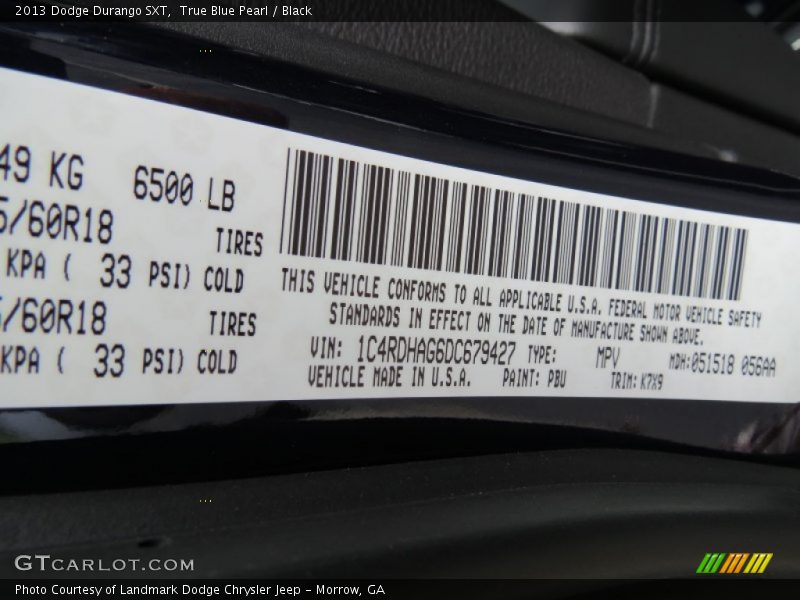 2013 Dodge Durango SXT,  True Blue Pearl / Black
49 KG 6500 LB
5/60R18 TIRES
KPA ( 33 PSI) COLD
5/60R18 TIRES
KPA ( 33 PSI) COLD
THIS VEHICLE CONFORMS TO ALL APPLICABLE U.S.A. FEDERAL MOTOR VEHICLE SAFETY
STANDARDS IN EFFECT ON THE DATE OF MANUFACTURE SHOWN ABOVE.
VIN: 1C4RDHAG6DC679427 TYPE: MPV MDH:051518 056AA
VEHICLE MADE IN U.S.A. PAINT: PBU TRIM: K7X9
GTCARLOT.COM
Photo Courtesy of Landmark Dodge Chrysler Jeep - Morrow, GA